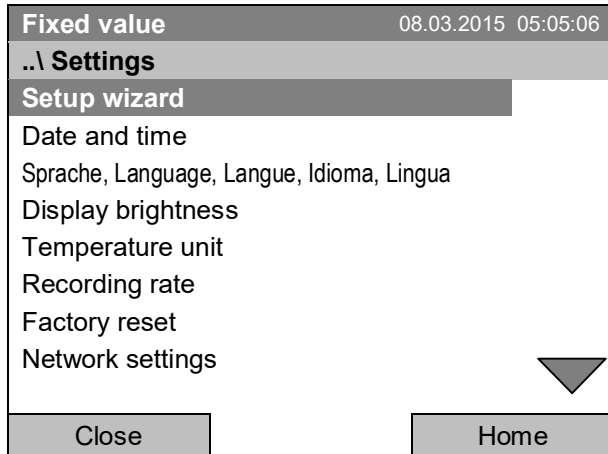 Fixed value 08.03.2015 05:05:06
..\ Settings
Setup wizard
Date and time
Sprache, Language, Langue, Idioma, Lingua
Display brightness
Temperature unit
Recording rate
Factory reset
Network settings
Close Home